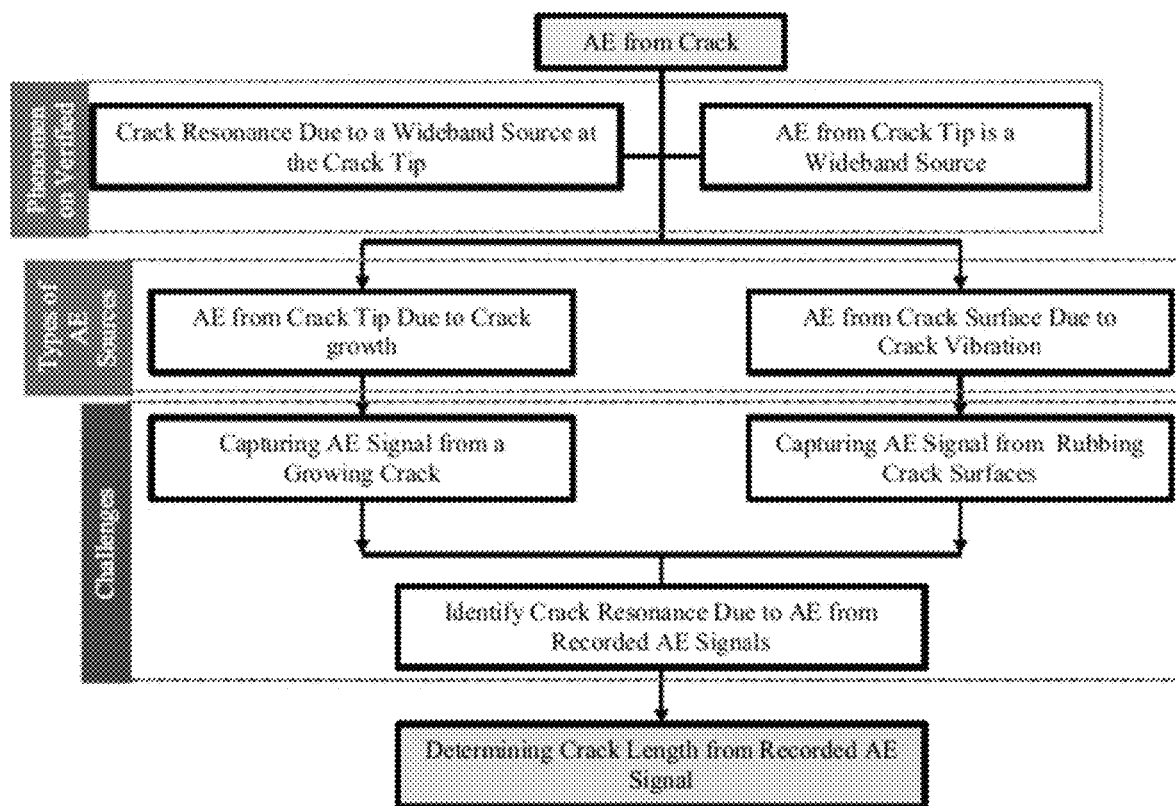 AE from Crack
Crack Resonance Due to a Wideband Source at
the Crack Tip
AE from Crack Tip is a
Wideband Source
Types of
AE
Sources
AE from Crack Tip Due to Crack
growth
AE from Crack Surface Due to
Crack Vibration
Challenges
Capturing AE Signal from a
Growing Crack
Capturing AE Signal from Rubbing
Crack Surfaces
Identify Crack Resonance Due to AE from
Recorded AE Signals
Determining Crack Length from Recorded AE
Signal